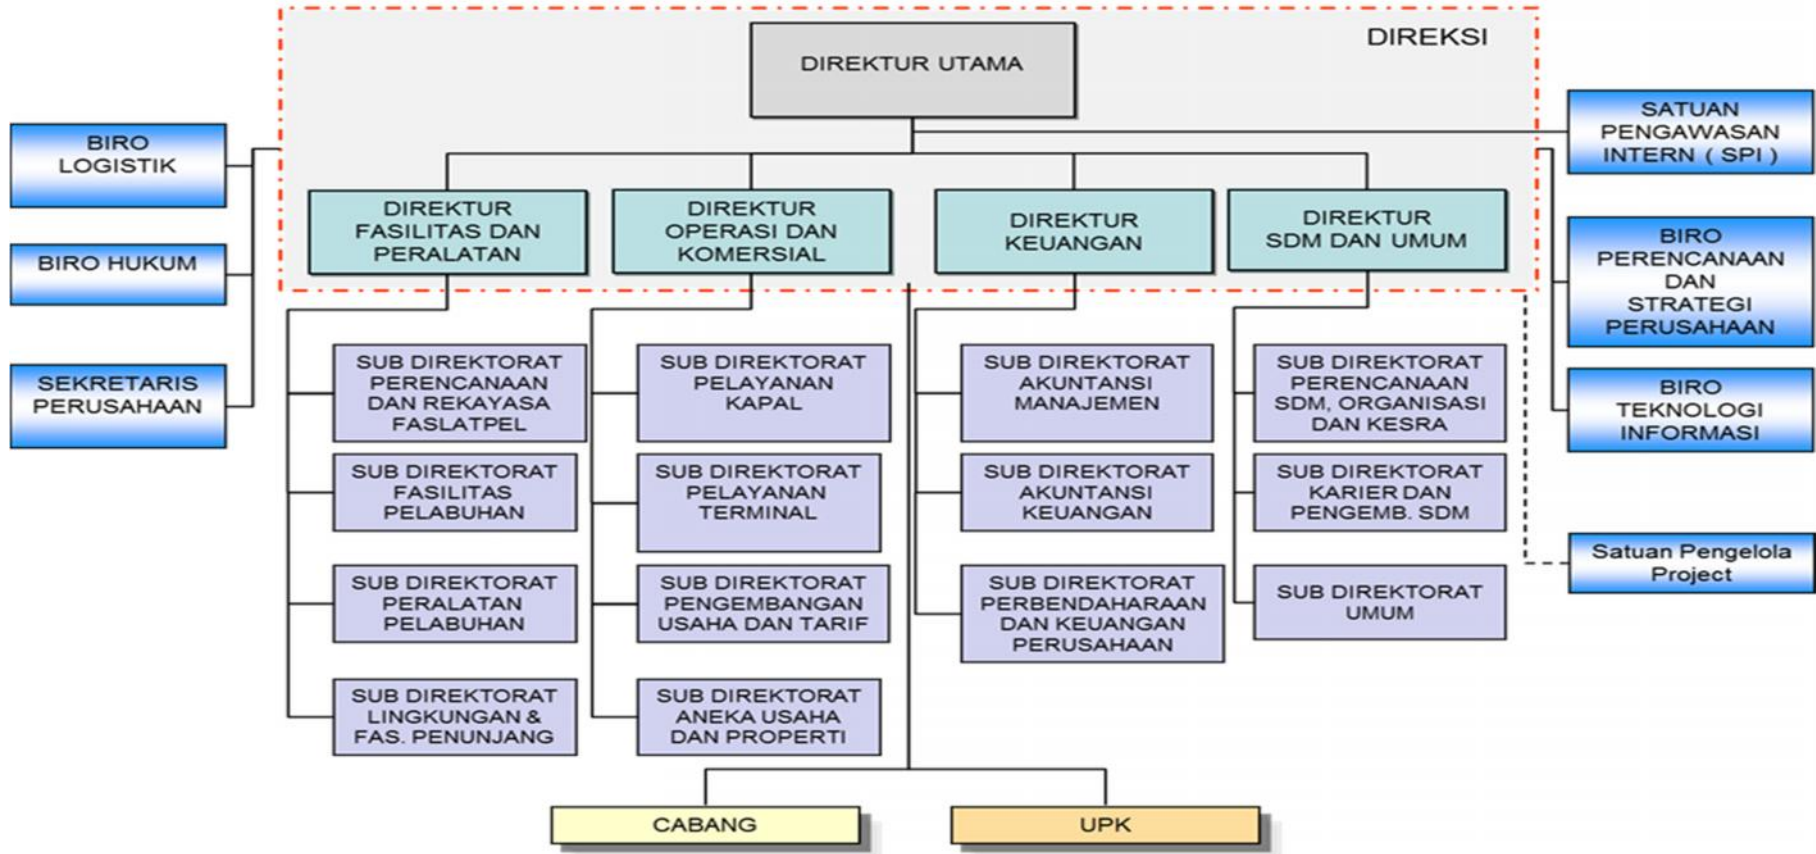 DIREKSI
DIREKTUR UTAMA
BIRO
LOGISTIK
BIRO HUKUM
SEKRETARIS
PERUSAHAAN
SATUAN
PENGAWASAN
INTERN ( SPI )
BIRO
PERENCANAAN
DAN
STRATEGI
PERUSAHAAN
BIRO
TEKNOLOGI
INFORMASI
Satuan Pengelola
Project
DIREKTUR
FASILITAS DAN
PERALATAN
DIREKTUR
OPERASI DAN
KOMERSIAL
DIREKTUR
KEUANGAN
DIREKTUR
SDM DAN UMUM
SUB DIREKTORAT
PERENCANAAN
DAN REKAYASA
FASLATPEL
SUB DIREKTORAT
FASILITAS
PELABUHAN
SUB DIREKTORAT
PERALATAN
PELABUHAN
SUB DIREKTORAT
LINGKUNGAN &
FAS. PENUNJANG
SUB DIREKTORAT
PELAYANAN
KAPAL
SUB DIREKTORAT
PELAYANAN
TERMINAL
SUB DIREKTORAT
PENGEMBANGAN
USAHA DAN TARIF
SUB DIREKTORAT
ANEKA USAHA
DAN PROPERTI
SUB DIREKTORAT
AKUNTANSI
MANAJEMEN
SUB DIREKTORAT
AKUNTANSI
KEUANGAN
SUB DIREKTORAT
PERBENDAHARAAN
DAN KEUANGAN
PERUSAHAAN
SUB DIREKTORAT
PERENCANAAN
SDM, ORGANISASI
DAN KESRA
SUB DIREKTORAT
KARIER DAN
PENGEMB. SDM
SUB DIREKTORAT
UMUM
CABANG
UPK